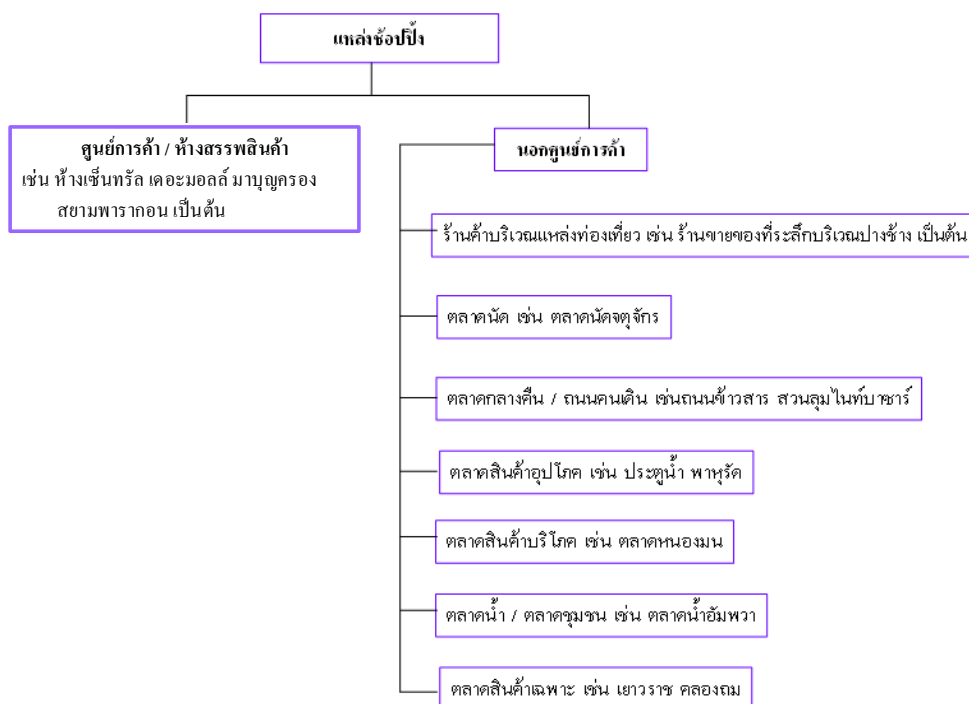 แหล่งช้อปปิ้ง
ศูนย์การค้า / ห้างสรรพสินค้า
เช่น ห้างเซ็นทรัล เดอะมอลล์ มาบุญครอง
สยามพารากอน เป็นต้น
นอกศูนย์การค้า
ร้านค้าบริเวณแหล่งท่องเที่ยว เช่น ร้านขายของที่ระลึกบริเวณปางช้าง เป็นต้น
ตลาดนัด เช่น ตลาดนัดจตุจักร
ตลาดกลางคืน / ถนนคนเดิน เช่นถนนข้าวสาร สวนลุมไนท์บาซาร์
ตลาดสินค้าอุปโภค เช่น ประตูน้ำ พาหุรัด
ตลาดสินค้าบริโภค เช่น ตลาดหนองมน
ตลาดน้ำ / ตลาดชุมชน เช่น ตลาดน้ำอัมพวา
ตลาดสินค้าเฉพาะ เช่น เยาวราช คลองถม